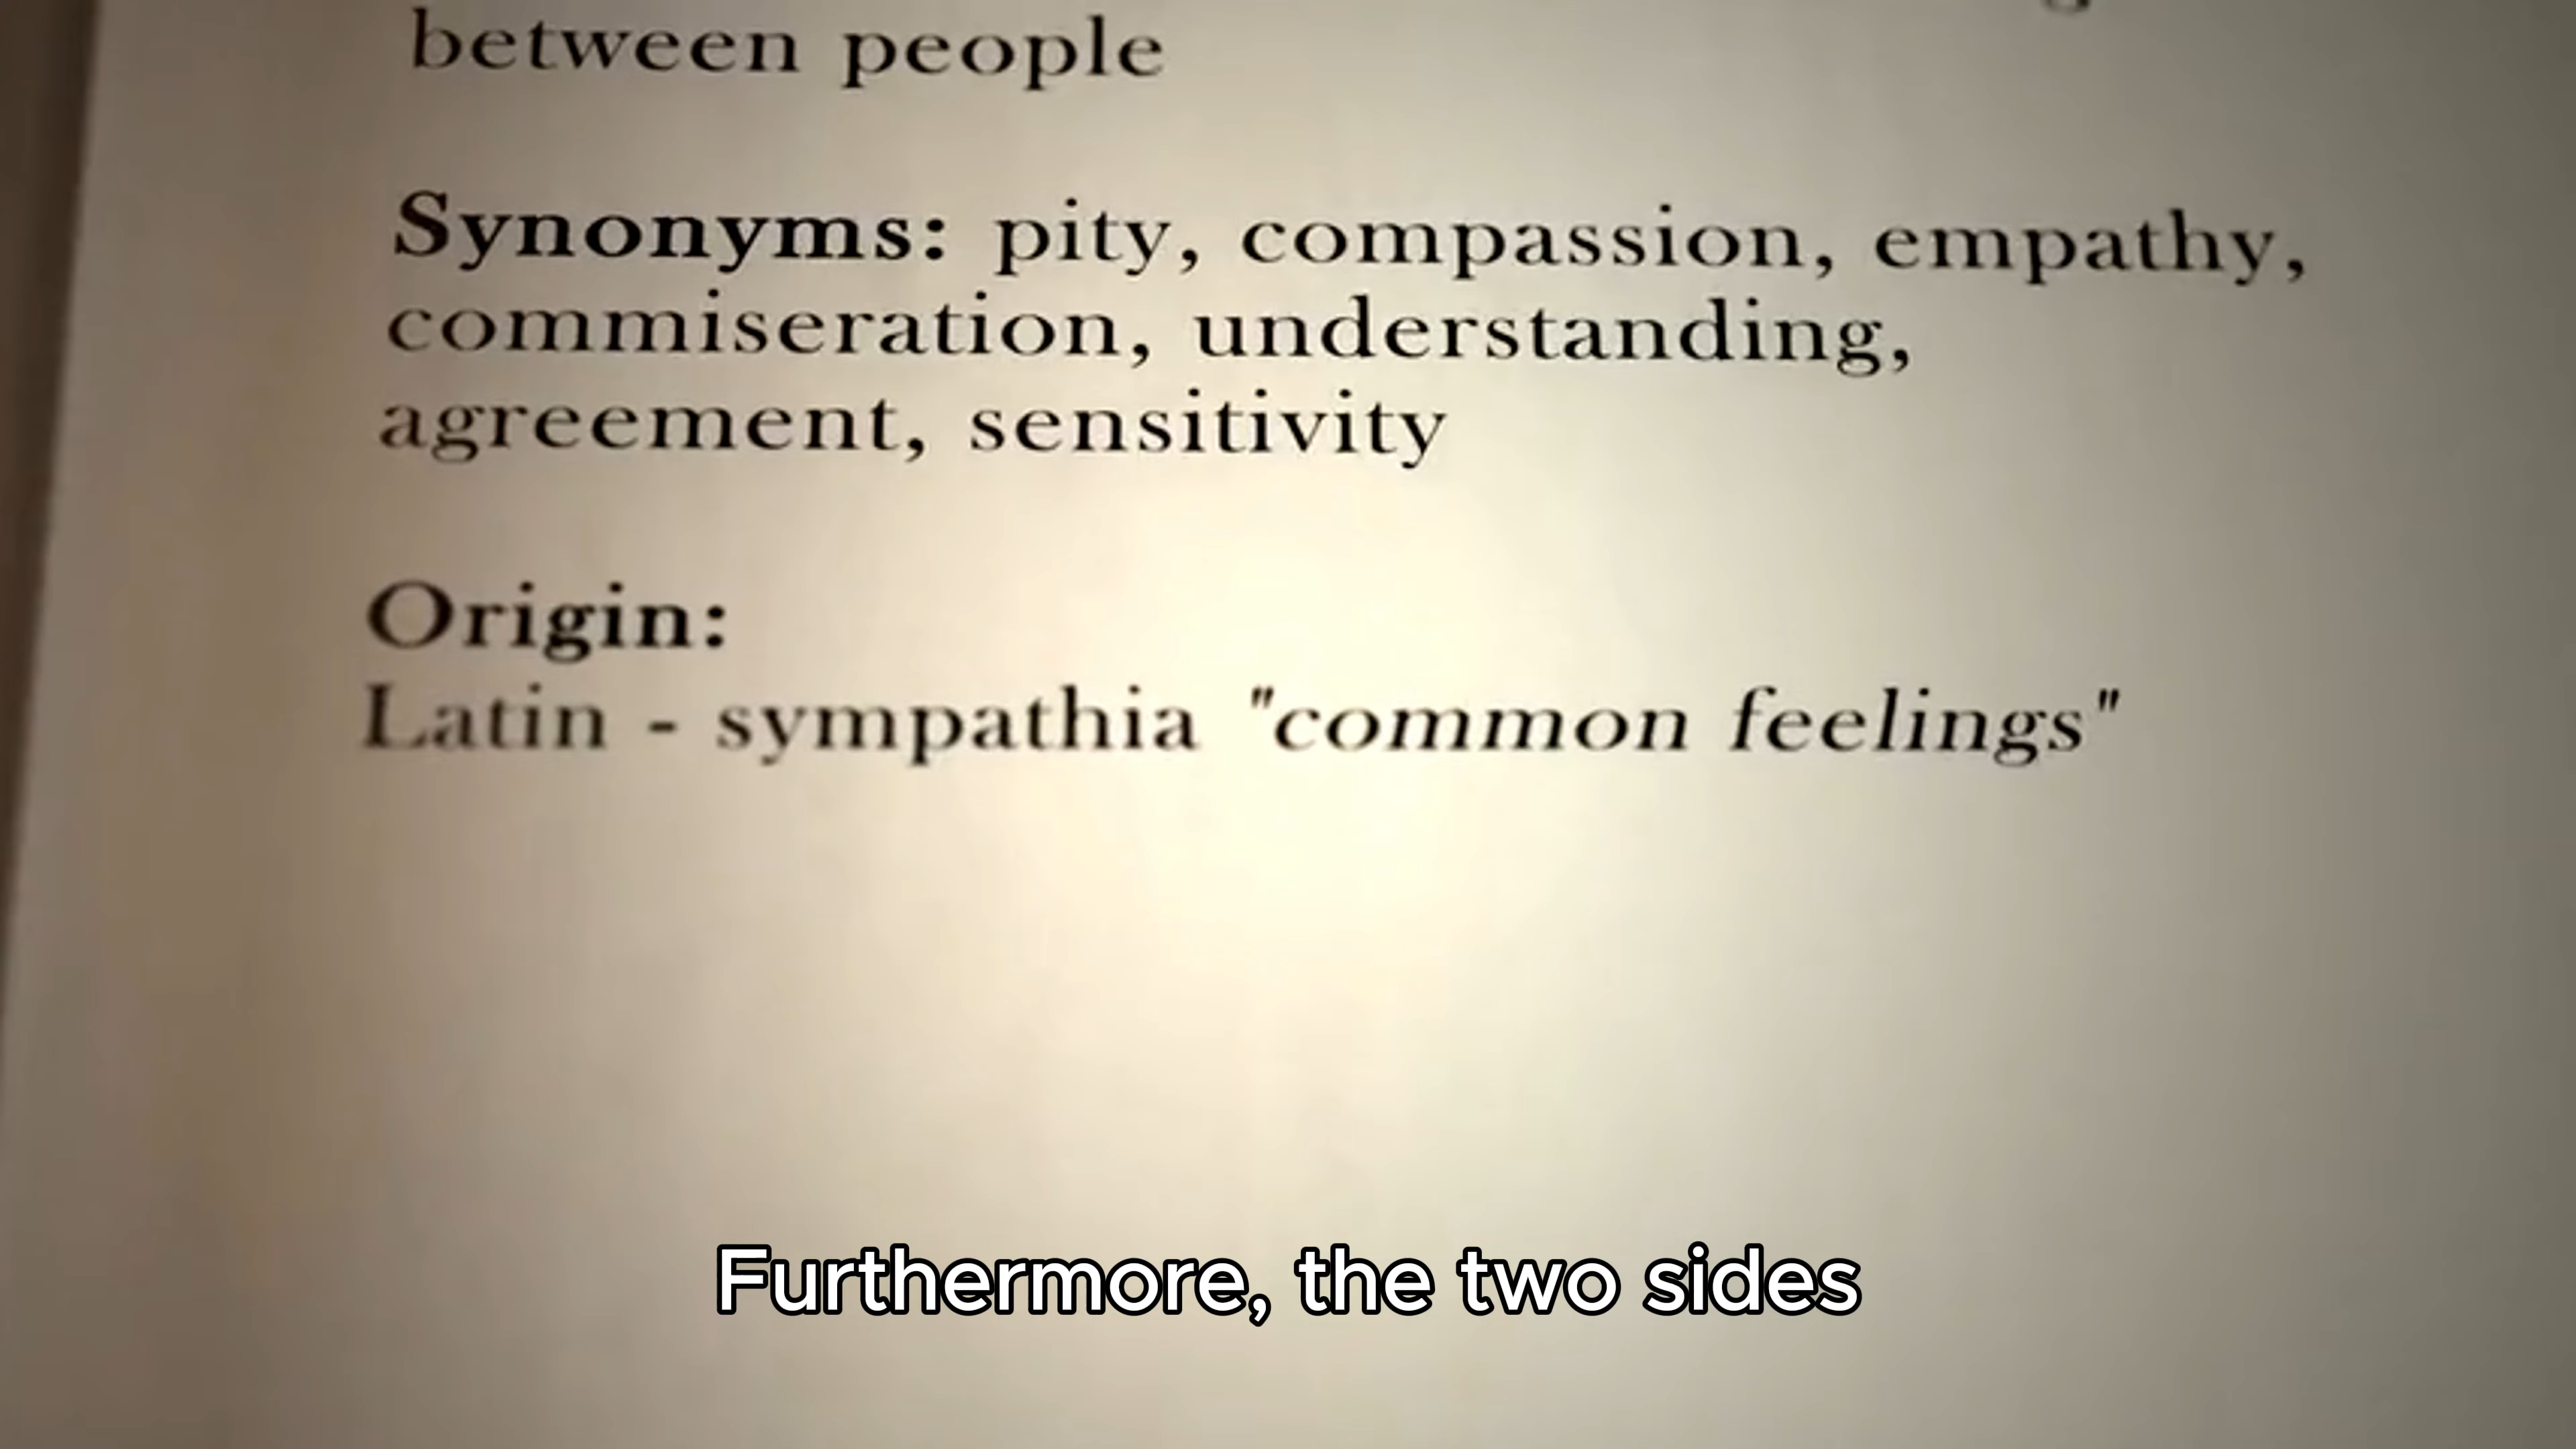 between people
Synonyms: pity, compassion, empathy,
commiseration, understanding,
agreement, sensitivity
Origin:
Latin - sympathia "common feelings"
Furthermore, the two sides